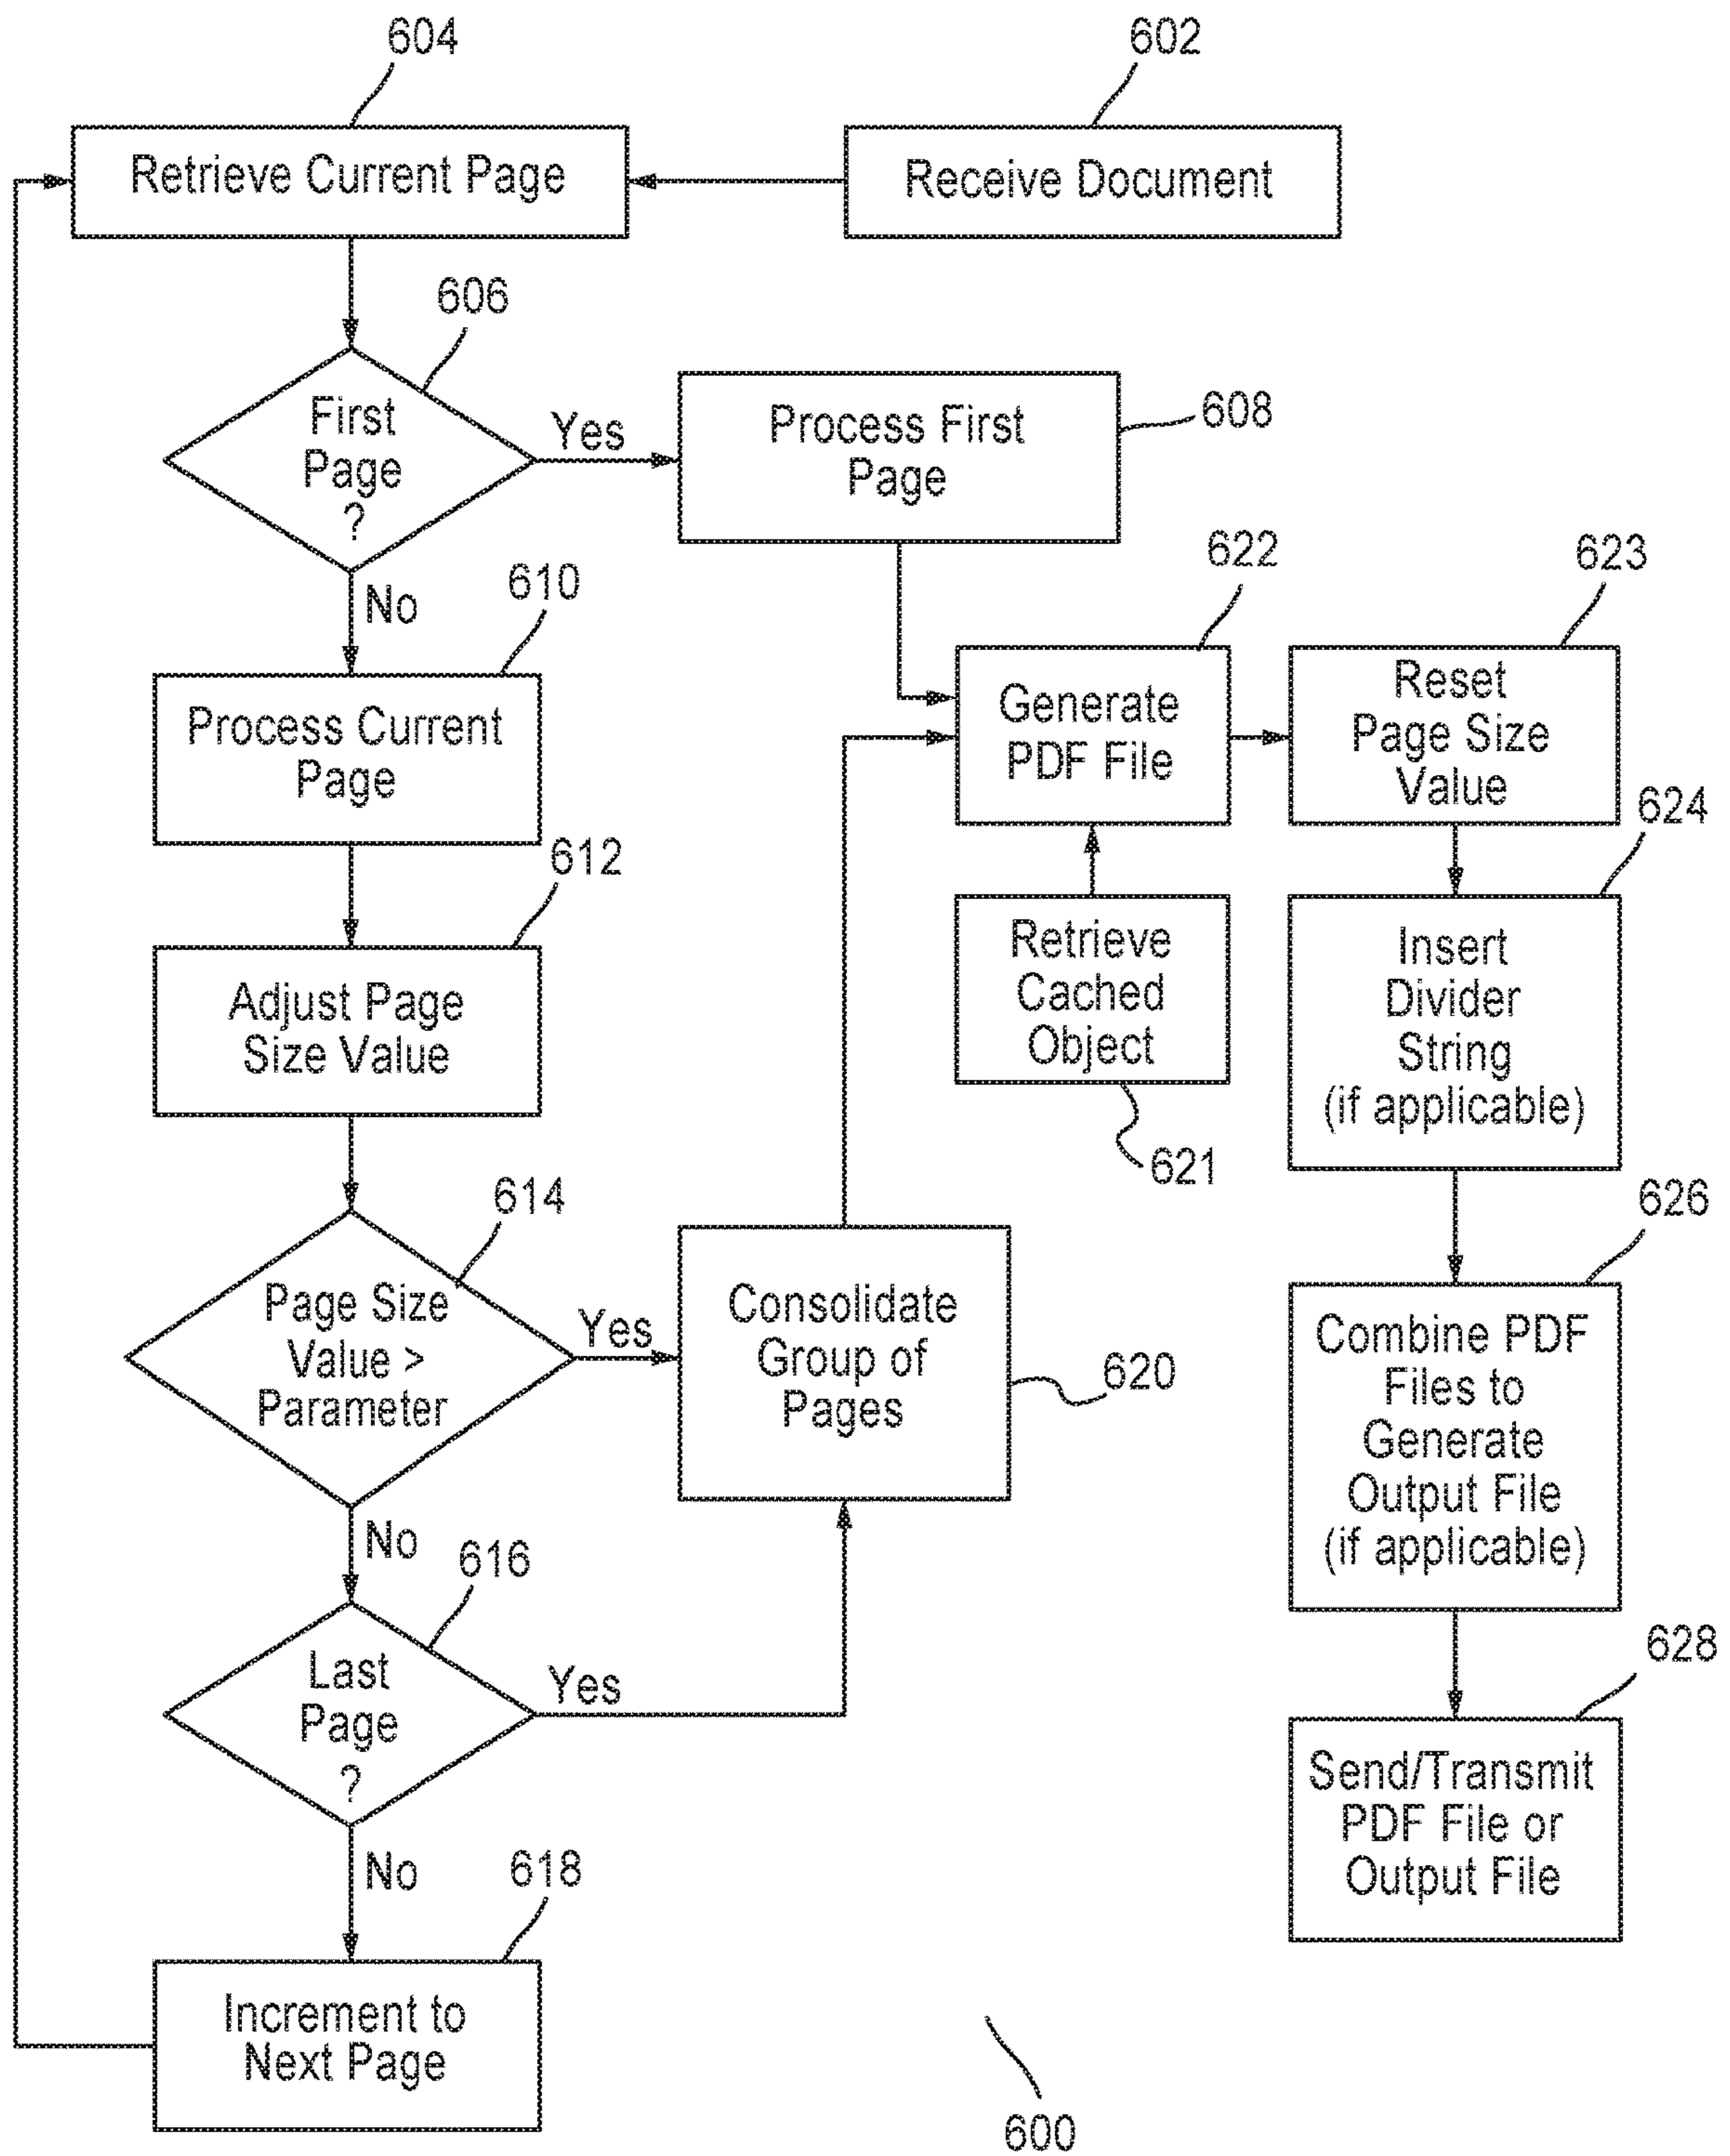 604
602
Retrieve Current Page
Receive Document
606
First
Page
?
Yes
No
Process First
Page
608
610
Process Current
Page
622
Generate
PDF File
623
Reset
Page Size
Value
612
Adjust Page
Size Value
Retrieve
Cached
Object
621
624
Insert
Divider
String
(if applicable)
614
Page Size
Value >
Parameter
Yes
No
Consolidate
Group of
Pages
620
626
Combine PDF
Files to
Generate
Output File
(if applicable)
616
Last
Page
?
Yes
No
628
Send/Transmit
PDF File or
Output File
618
Increment to
Next Page
600